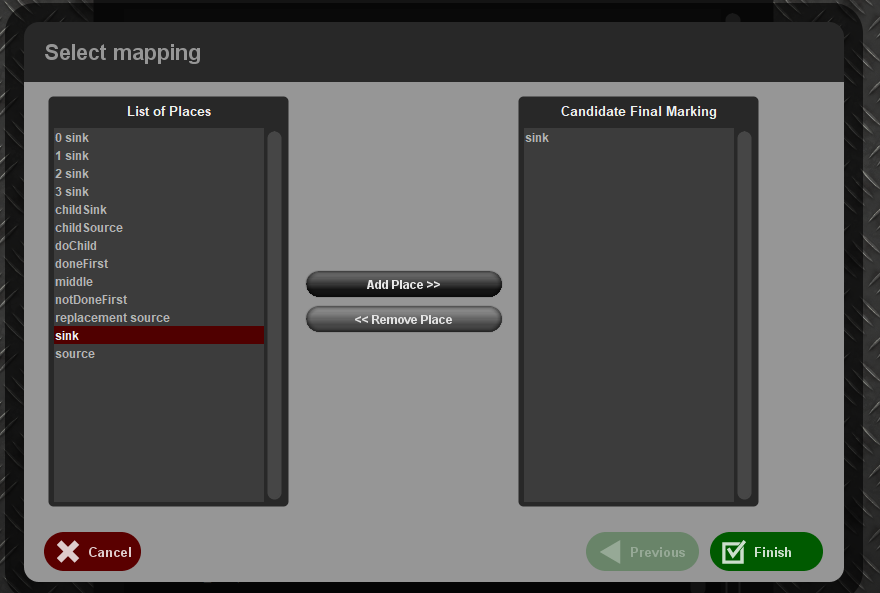 Select mapping
List of Places
0 sink
1 sink
2 sink
3 sink
childSink
childSource
doChild
doneFirst
middle
notDoneFirst
replacement source
sink
source
Add Place >>
<< Remove Place
Candidate Final Marking
sink
Cancel
Previous
Finish